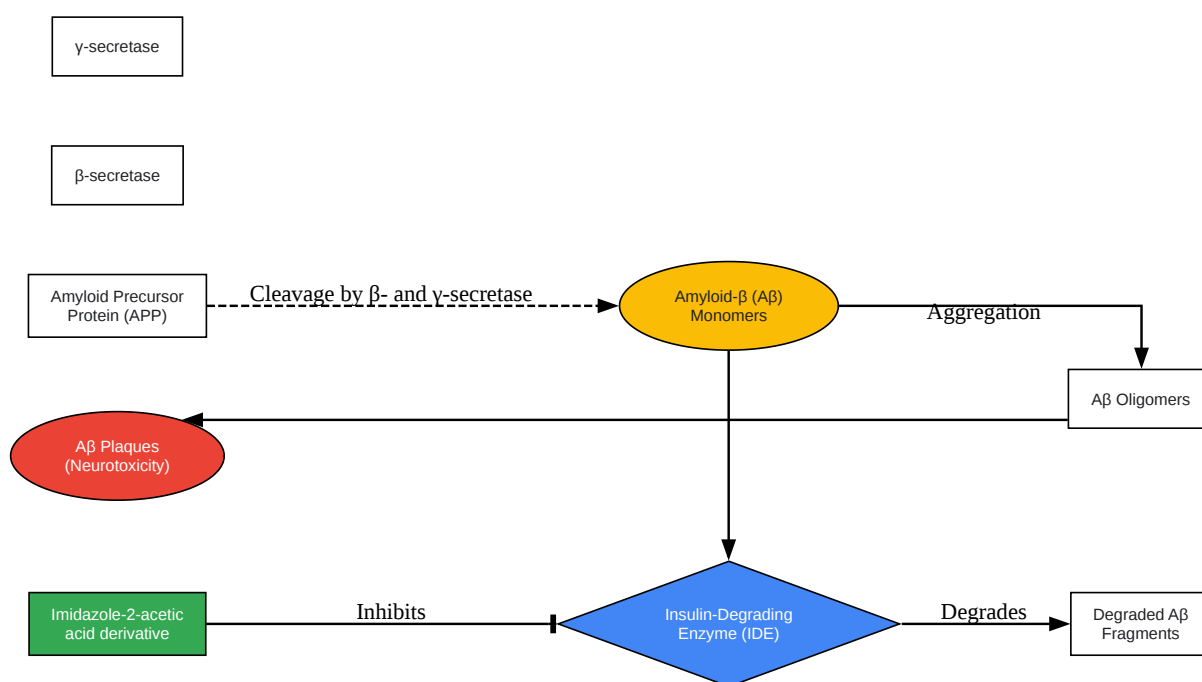 γ-secretase
β-secretase
Amyloid Precursor
Protein (APP)
Cleavage by β- and γ-secretase
Amyloid-β (Aβ)
Monomers
Aggregation
Aβ Oligomers
Aβ Plaques
(Neurotoxicity)
Imidazole-2-acetic
acid derivative
Inhibits
Insulin-Degrading
Enzyme (IDE)
Degrades
Degraded Aβ
Fragments